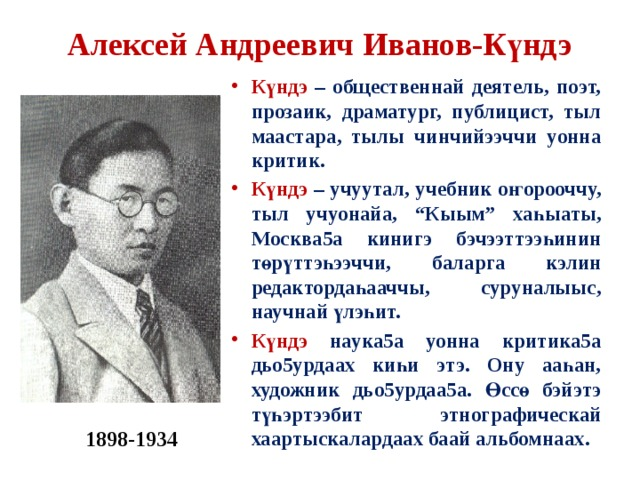 Алексей Андреевич Иванов-Күндэ
• Күндэ – общественнай деятель, поэт,
прозаик, драматург, публицист, тыл
маастара, тылы чинчийээччи уонна
критик.
• Күндэ – учуутал, учебник оҥорооччу,
тыл учуонайа, “Кыым” хаһыаты,
Москва5а кинигэ бэчээттээһинин
төрүттэһээччи, баларга кэлин
редактордаһааччы, суруналыыс,
научнай үлэһит.
• Күндэ наука5а уонна критика5а
дьо5урдаах киһи этэ. Ону ааһан,
художник дьо5урдаа5а. Өссө бэйэтэ
түһэртээбит этнографическай
хаартыскалардаах баай альбомнаах.
1898-1934